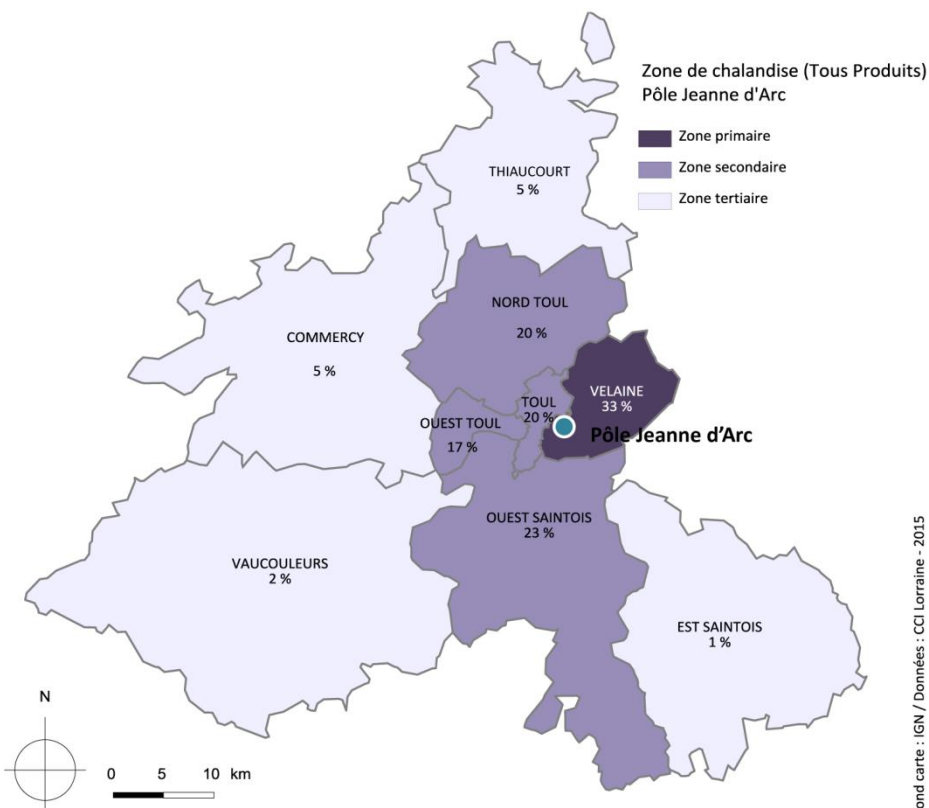 Zone de chalandise (Tous Produits)
Pôle Jeanne d'Arc
Zone primaire
Zone secondaire
Zone tertiaire
THIAUCOURT
5 %
NORD TOUL
20 %
COMMERCY
5 %
VELAINE
33 %
TOUL
20 %
OUEST TOUL
17 %
Pôle Jeanne d’Arc
OUEST SAINTOIS
23 %
VAUCOULEURS
2 %
EST SAINTOIS
1 %
N
0 5 10 km
ond carte : IGN / Données : CCI Lorraine - 2015